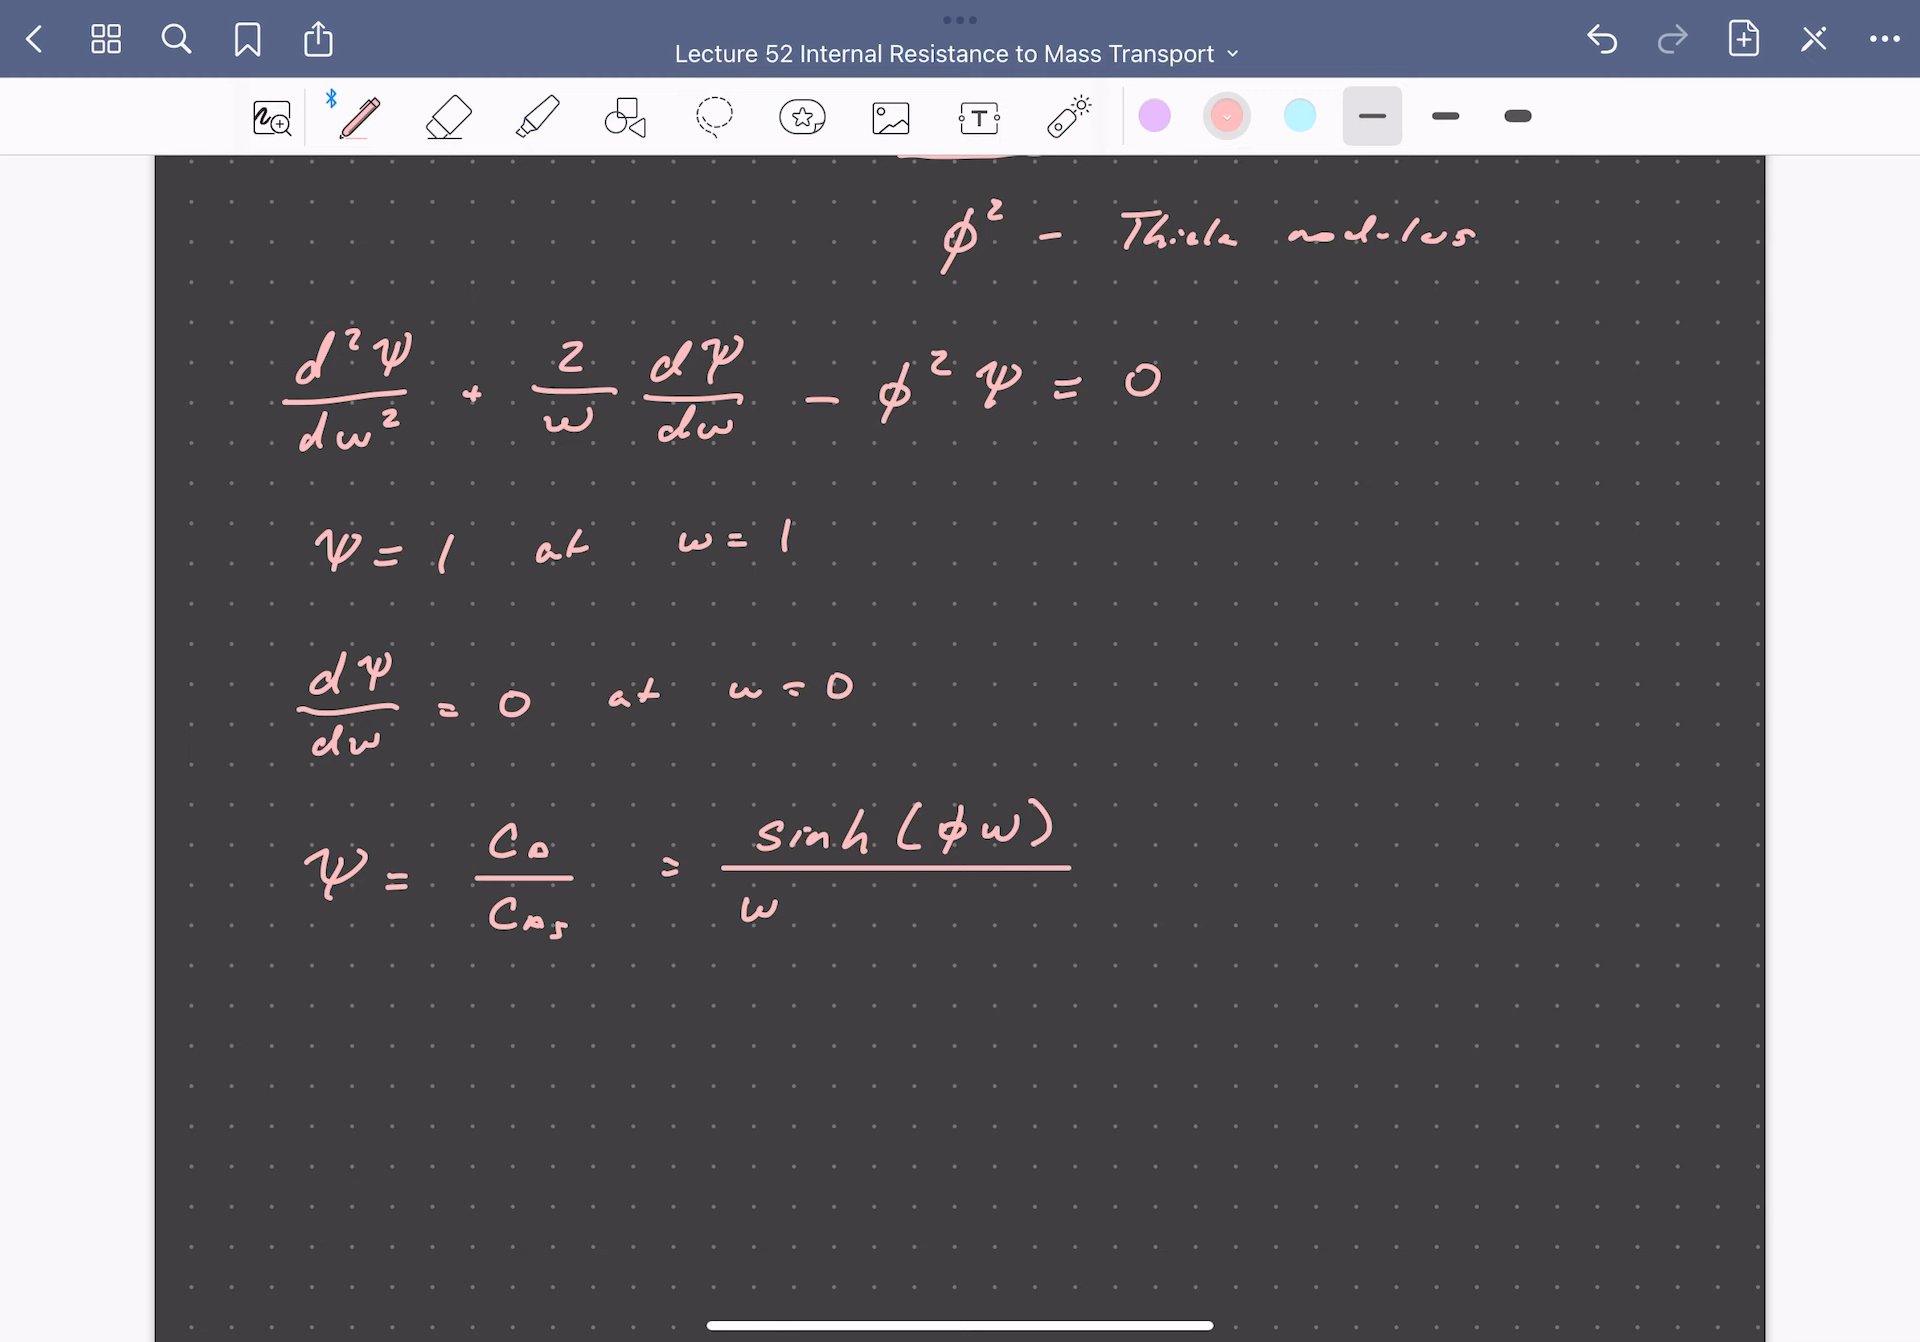 Lecture 52 Internal Resistance to Mass Transport
T
ϕ² - Thiele modulus
d²ψ/dw² + 2/w dψ/dw - ϕ²ψ = 0
ψ = 1 at w = 1
dψ/dw = 0 at w = 0
ψ = CA/CAs = sinh(ϕw)/w